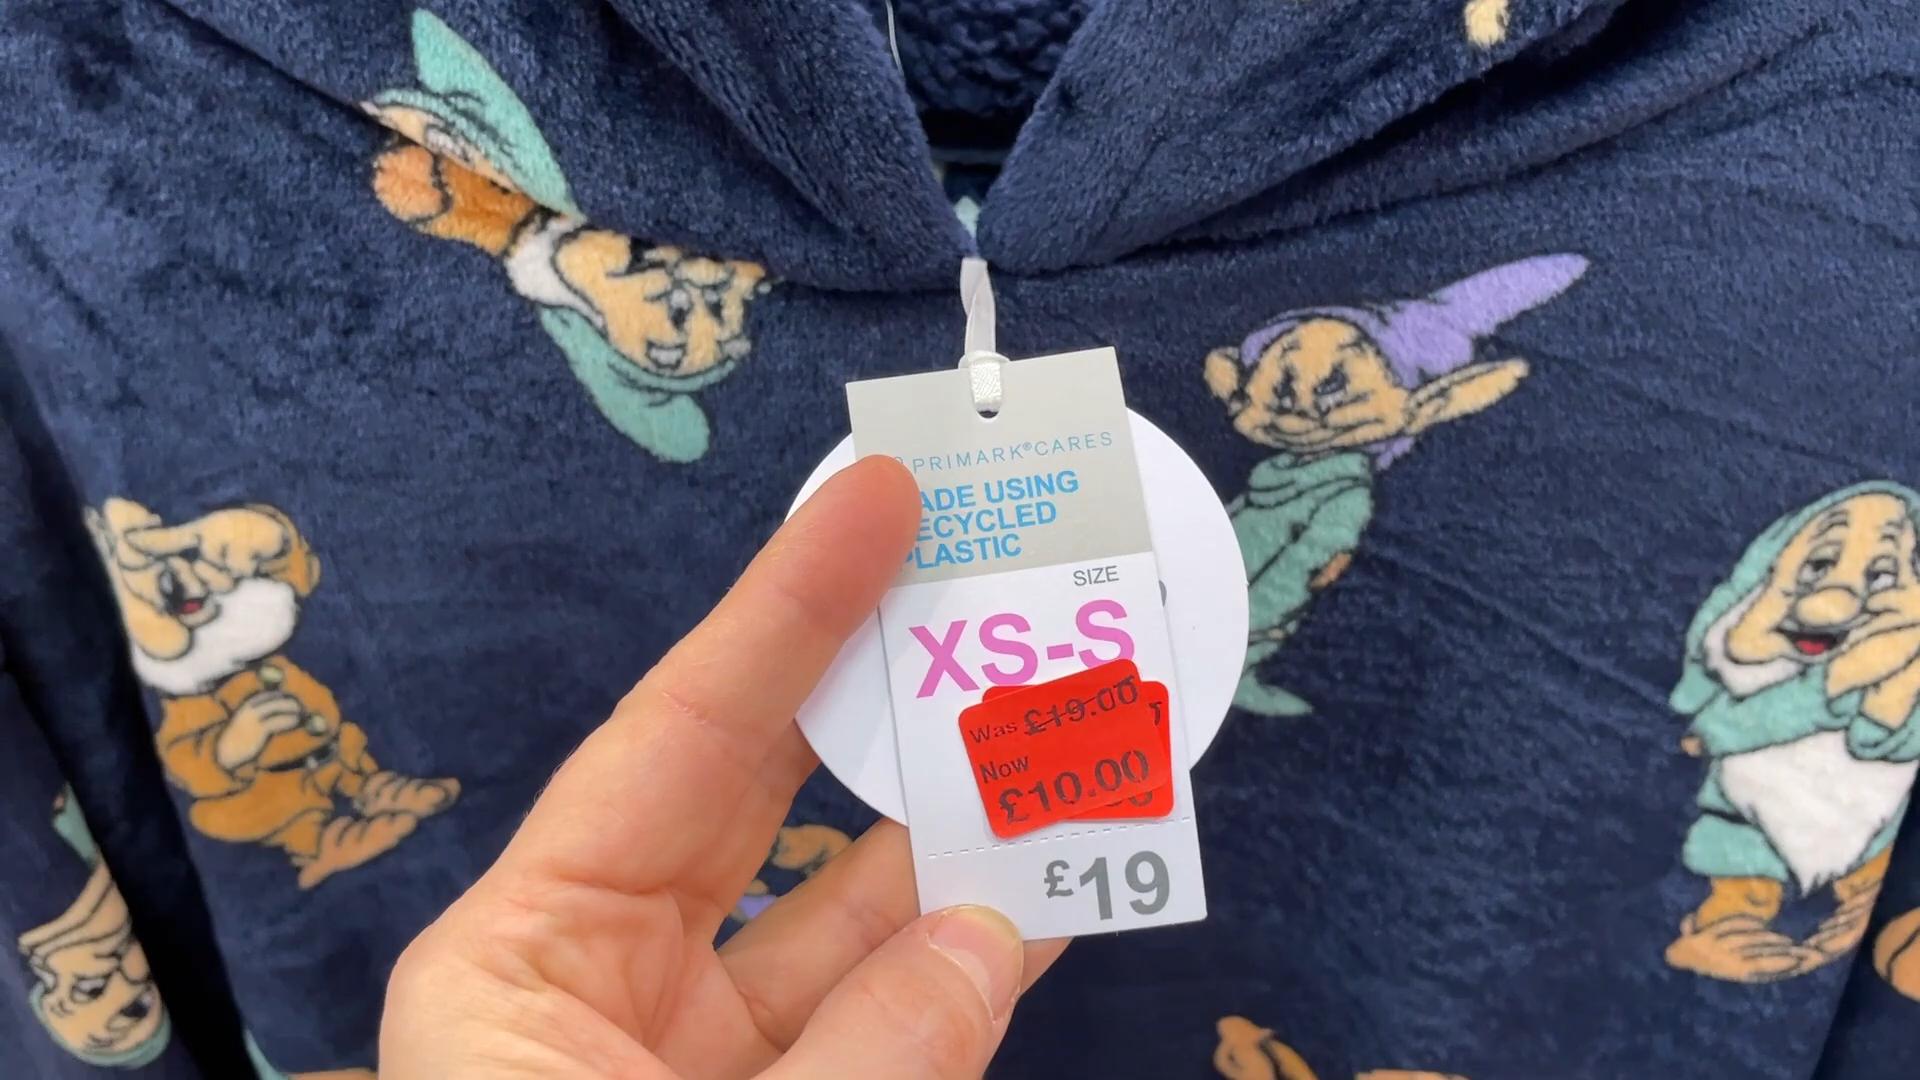 PRIMARK®CARES
ADE USING
ECYCLED
PLASTIC
SIZE
XS-S
Was £19.00
Now
£10.00
£19